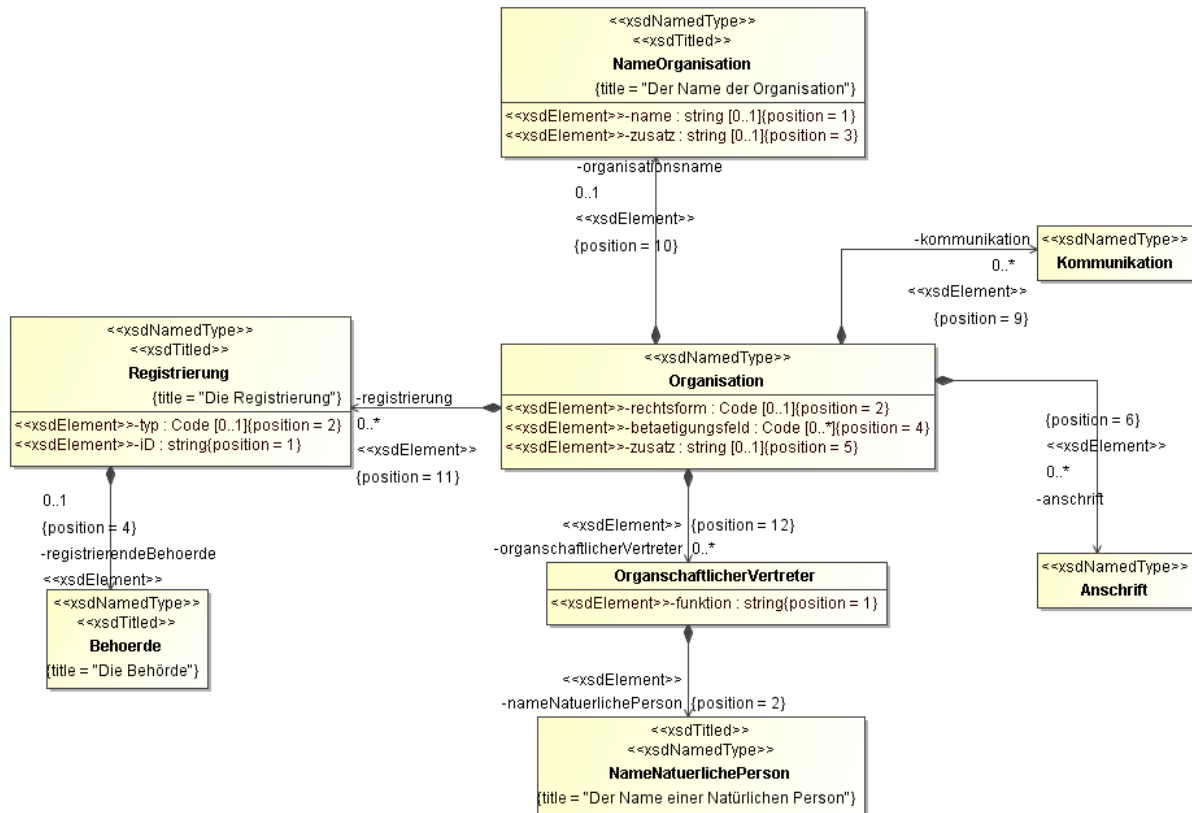 <<xsdNamedType>>
<<xsdTitled>>
NameOrganisation
{title = "Der Name der Organisation"}
<<xsdElement>>-name : string [0..1]{position = 1}
<<xsdElement>>-zusatz : string [0..1]{position = 3}
-organisationsname
0..1
<<xsdElement>>
{position = 10}
-kommunikation
0..*
<<xsdElement>>
{position = 9}
<<xsdNamedType>>
Kommunikation
<<xsdNamedType>>
<<xsdTitled>>
Registrierung
{title = "Die Registrierung"}
<<xsdElement>>-typ : Code [0..1]{position = 2}
<<xsdElement>>-iD : string{position = 1}
-registrierung
0..*
<<xsdElement>>
{position = 11}
<<xsdNamedType>>
Organisation
<<xsdElement>>-rechtsform : Code [0..1]{position = 2}
<<xsdElement>>-betaetigungsfeld : Code [0..*]{position = 4}
<<xsdElement>>-zusatz : string [0..1]{position = 5}
{position = 6}
<<xsdElement>>
0..*
-anschrift
<<xsdNamedType>>
Anschrift
0..1
{position = 4}
-registrierendeBehoerde
<<xsdElement>>
<<xsdNamedType>>
<<xsdTitled>>
Behoerde
{title = "Die Behörde"}
<<xsdElement>> {position = 12}
-organschaftlicherVertreter 0..*
OrganschaftlicherVertreter
<<xsdElement>>-funktion : string{position = 1}
<<xsdElement>>
-nameNatuerlichePerson {position = 2}
<<xsdTitled>>
<<xsdNamedType>>
NameNatuerlichePerson
{title = "Der Name einer Natürlichen Person"}